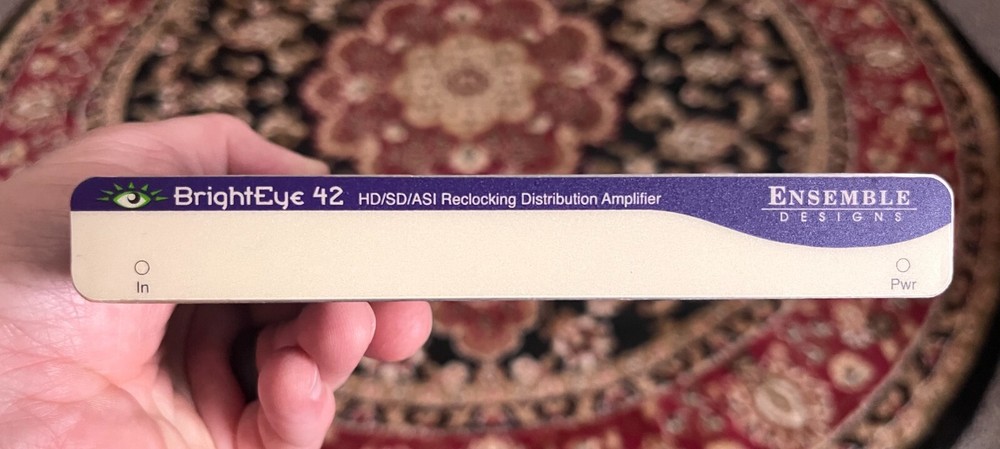 BrightEye 42 HD/SD/ASI Reclocking Distribution Amplifier
ENSEMBLE
DESIGNS
In
Pwr